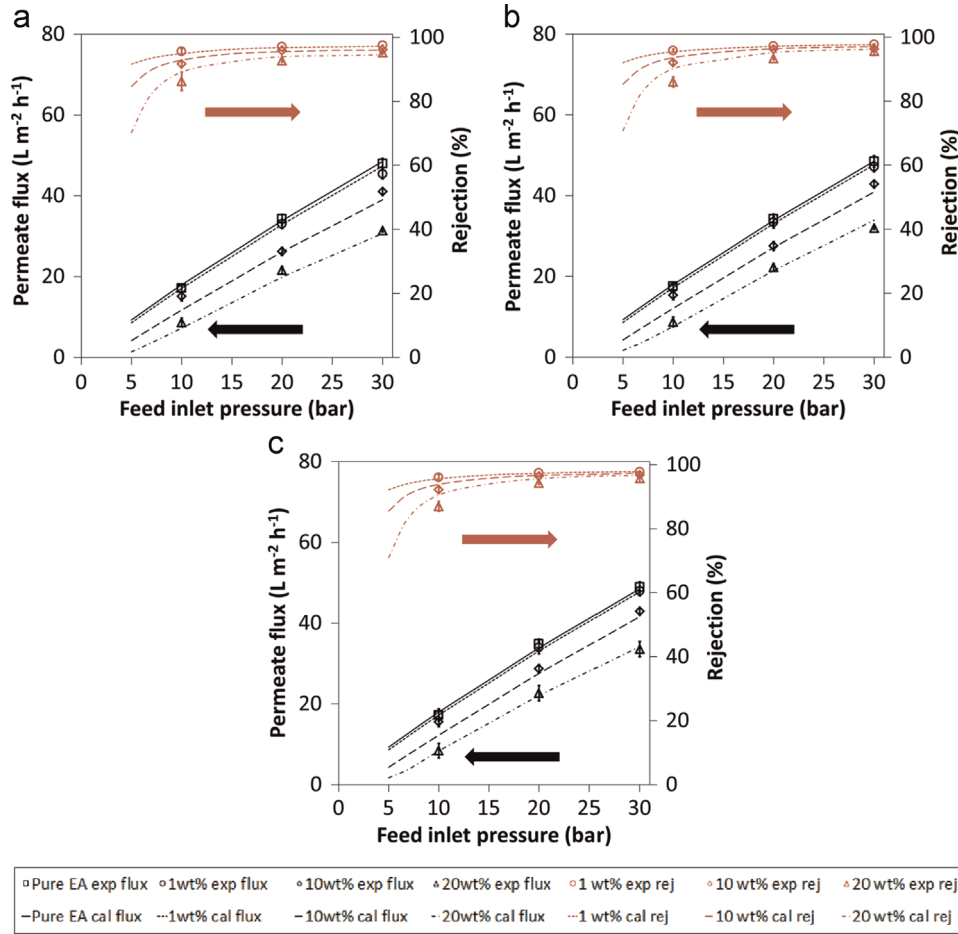 a
80
60
40
20
0
Permeate flux (L m⁻² h⁻¹)
100
80
60
40
20
0
Rejection (%)
0 5 10 15 20 25 30
Feed inlet pressure (bar)
b
80
60
40
20
0
Permeate flux (L m⁻² h⁻¹)
100
80
60
40
20
0
Rejection (%)
0 5 10 15 20 25 30
Feed inlet pressure (bar)
c
80
60
40
20
0
Permeate flux (L m⁻² h⁻¹)
100
80
60
40
20
0
Rejection (%)
0 5 10 15 20 25 30
Feed inlet pressure (bar)
Pure EA exp flux 1wt% exp flux 10wt% exp flux 20wt% exp flux 1 wt% exp rej 10 wt% exp rej 20 wt% exp rej
Pure EA cal flux 1wt% cal flux 10wt% cal flux 20wt% cal flux 1 wt% cal rej 10 wt% cal rej 20 wt% cal rej